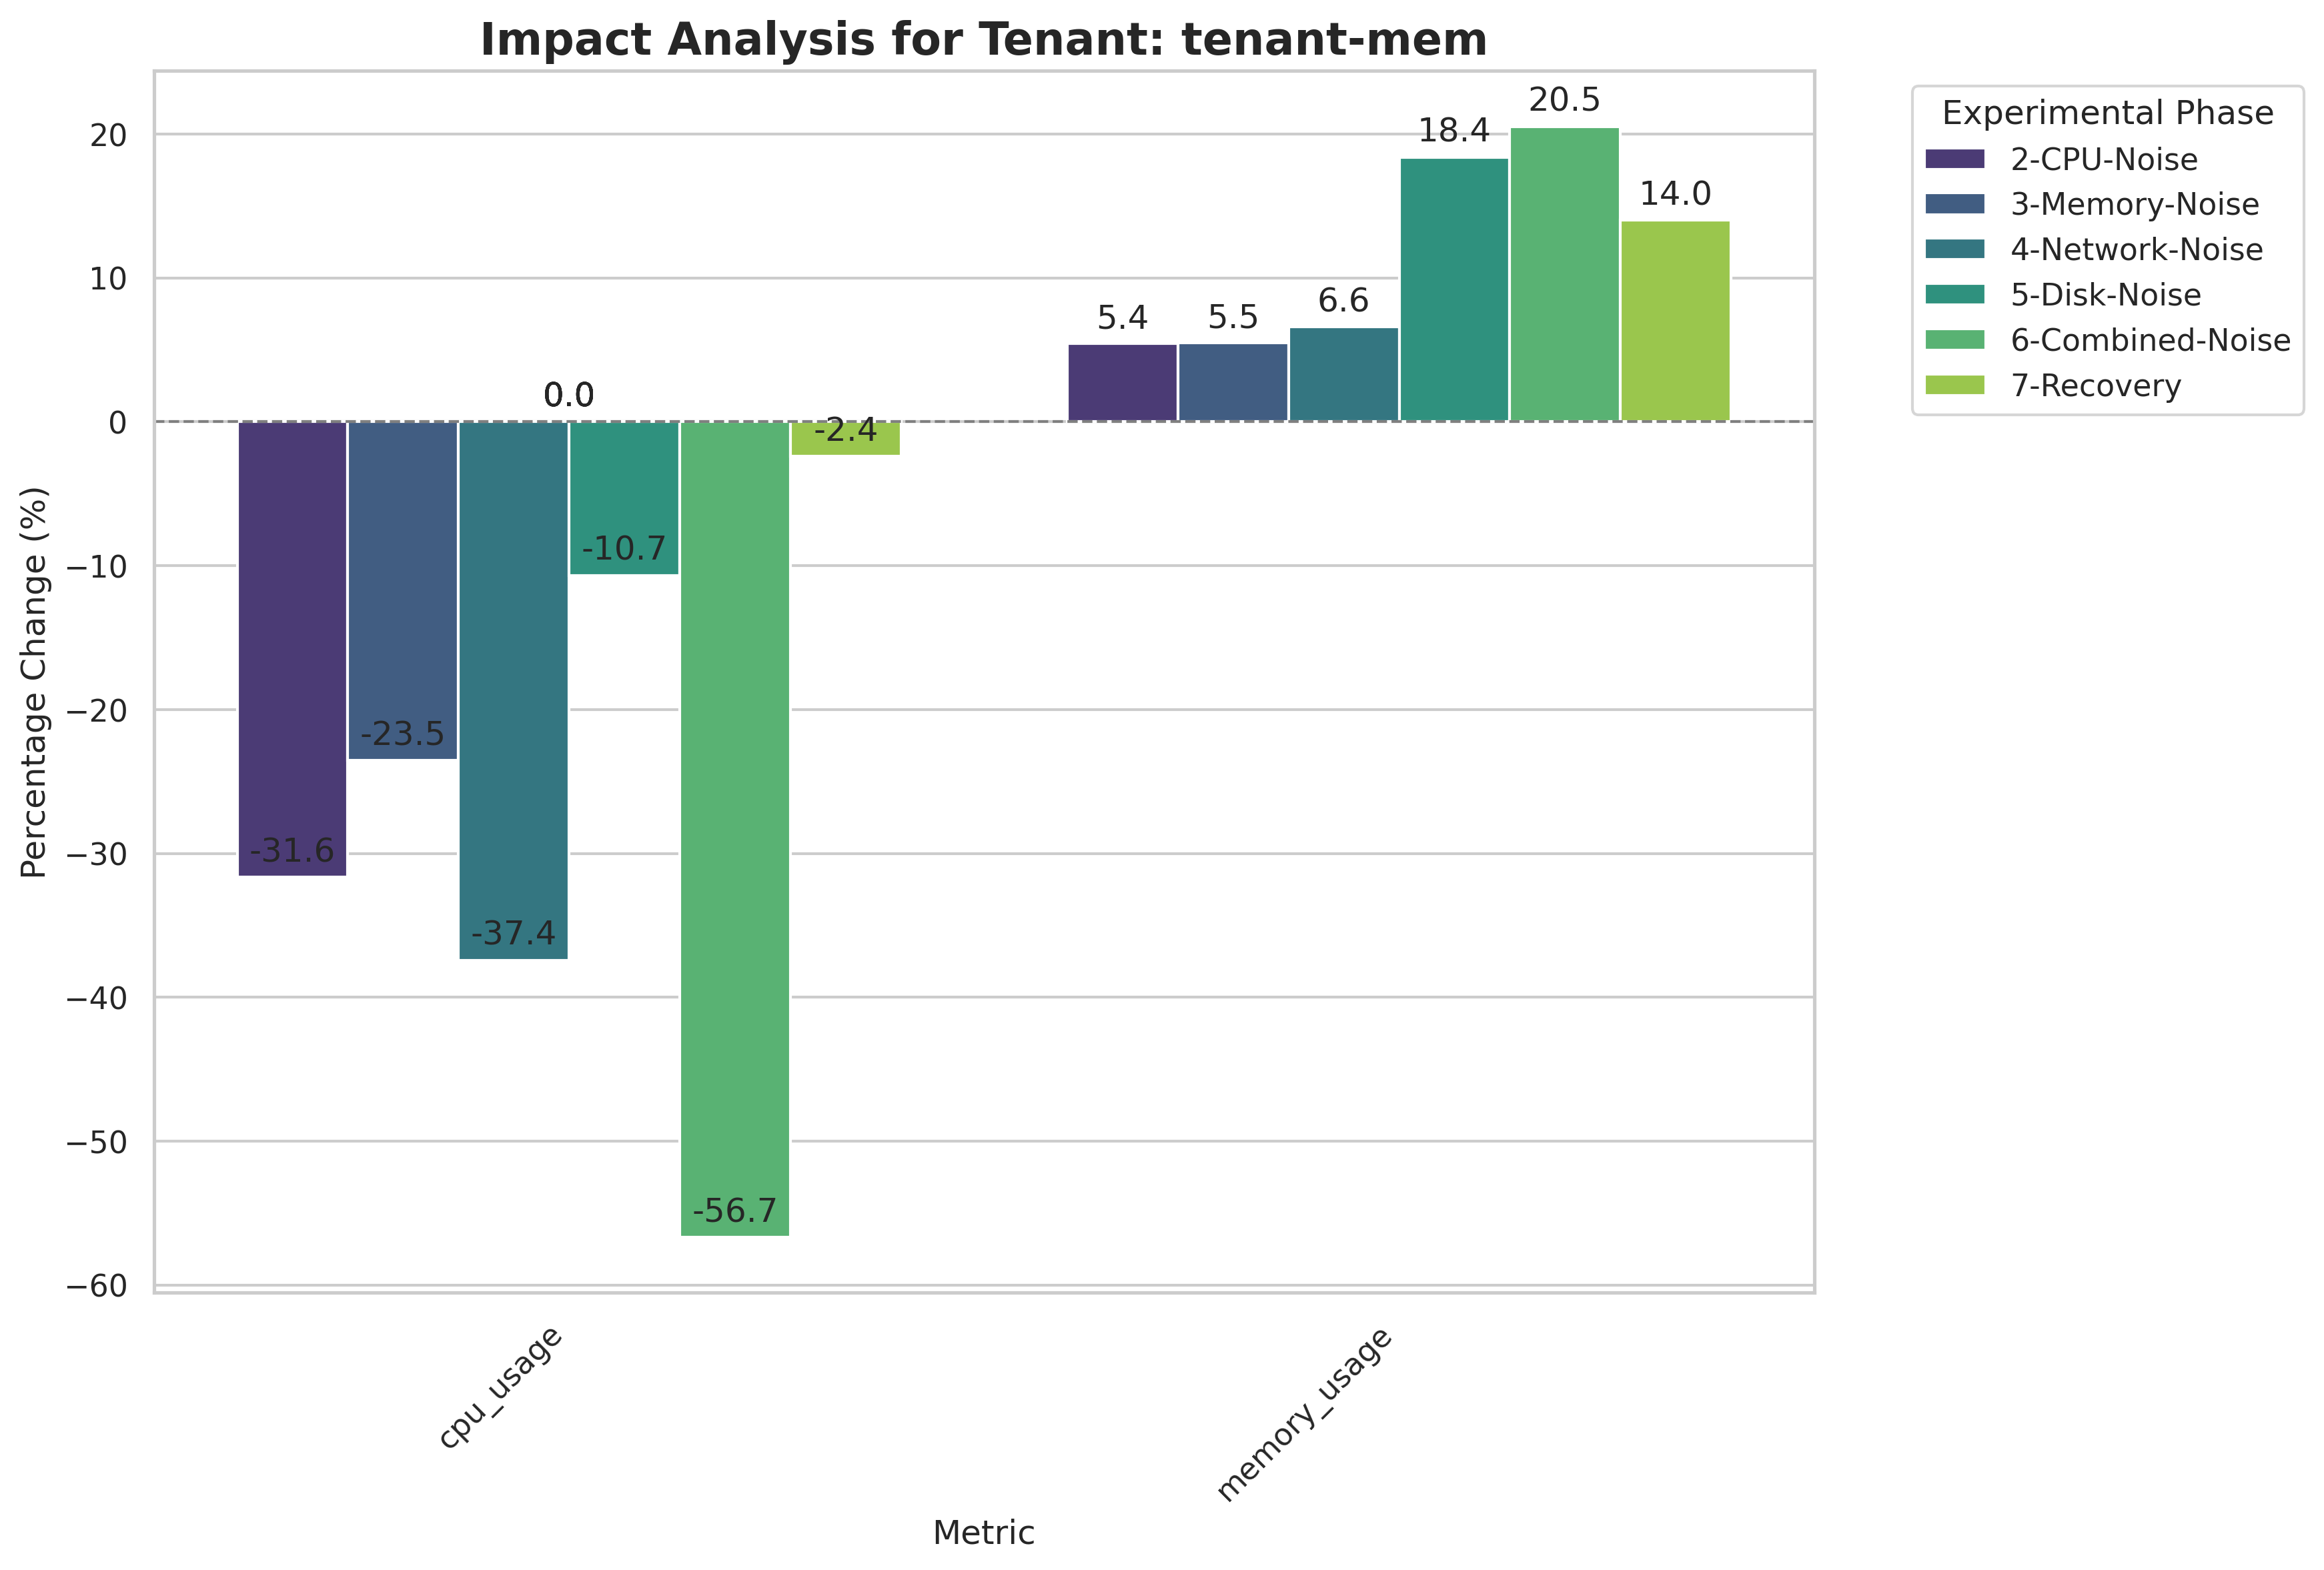 Impact Analysis for Tenant: tenant-mem
Experimental Phase
2-CPU-Noise
3-Memory-Noise
4-Network-Noise
5-Disk-Noise
6-Combined-Noise
7-Recovery
Percentage Change (%)
20
10
0
−10
−20
−30
−40
−50
−60
-31.6
-23.5
-37.4
0.0
-10.7
-56.7
-2.4
5.4
5.5
6.6
18.4
20.5
14.0
cpu_usage
memory_usage
Metric